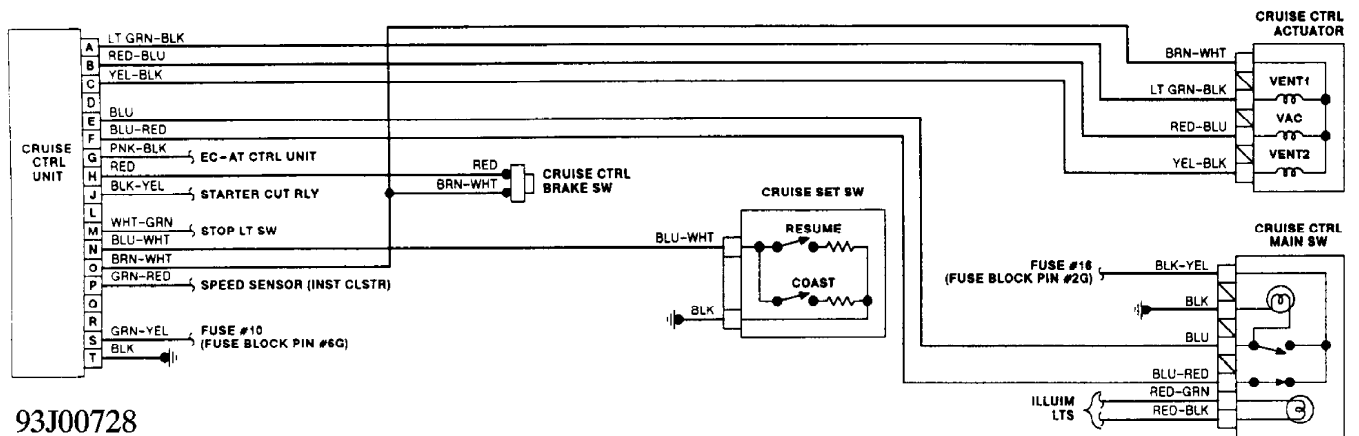 CRUISE CTRL
UNIT
A LT GRN-BLK
B RED-BLU
C YEL-BLK
D
E BLU
F BLU-RED
G PNK-BLK EC-AT CTRL UNIT
H RED
J BLK-YEL STARTER CUT RLY
L
M WHT-GRN STOP LT SW
N BLU-WHT
O BRN-WHT
P GRN-RED SPEED SENSOR (INST CLSTR)
Q
R
S GRN-YEL FUSE #10
(FUSE BLOCK PIN #6G)
T BLK
RED
BRN-WHT
CRUISE CTRL
BRAKE SW
CRUISE SET SW
BLU-WHT
RESUME
COAST
BLK
CRUISE CTRL
ACTUATOR
BRN-WHT
VENT1
LT GRN-BLK
VAC
RED-BLU
VENT2
YEL-BLK
CRUISE CTRL
MAIN SW
FUSE #16
(FUSE BLOCK PIN #2G)
BLK-YEL
BLK
BLU
BLU-RED
RED-GRN
RED-BLK
ILLUIM
LTS
93J00728